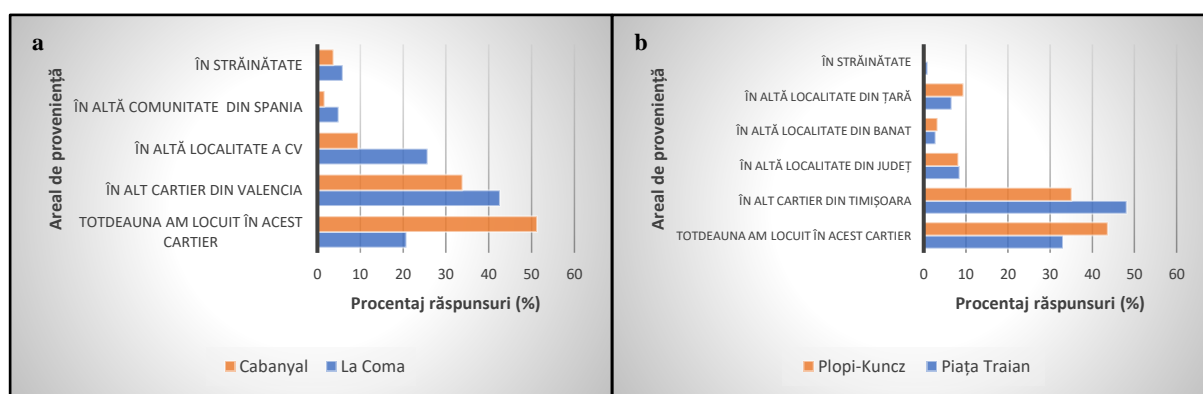 a
Areal de proveniență
ÎN STRĂINĂTATE
ÎN ALTĂ COMUNITATE DIN SPANIA
ÎN ALTĂ LOCALITATE A CV
ÎN ALT CARTIER DIN VALENCIA
TOTDEAUNA AM LOCUIT ÎN ACEST
CARTIER
0 10 20 30 40 50 60
Procentaj răspunsuri (%)
Cabanyal La Coma
b
Areal de proveniență
ÎN STRĂINĂTATE
ÎN ALTĂ LOCALITATE DIN ȚARĂ
ÎN ALTĂ LOCALITATE DIN BANAT
ÎN ALTĂ LOCALITATE DIN JUDEȚ
ÎN ALT CARTIER DIN TIMIȘOARA
TOTDEAUNA AM LOCUIT ÎN ACEST CARTIER
0 10 20 30 40 50 60
Procentaj răspunsuri (%)
Plopi-Kuncz Piața Traian